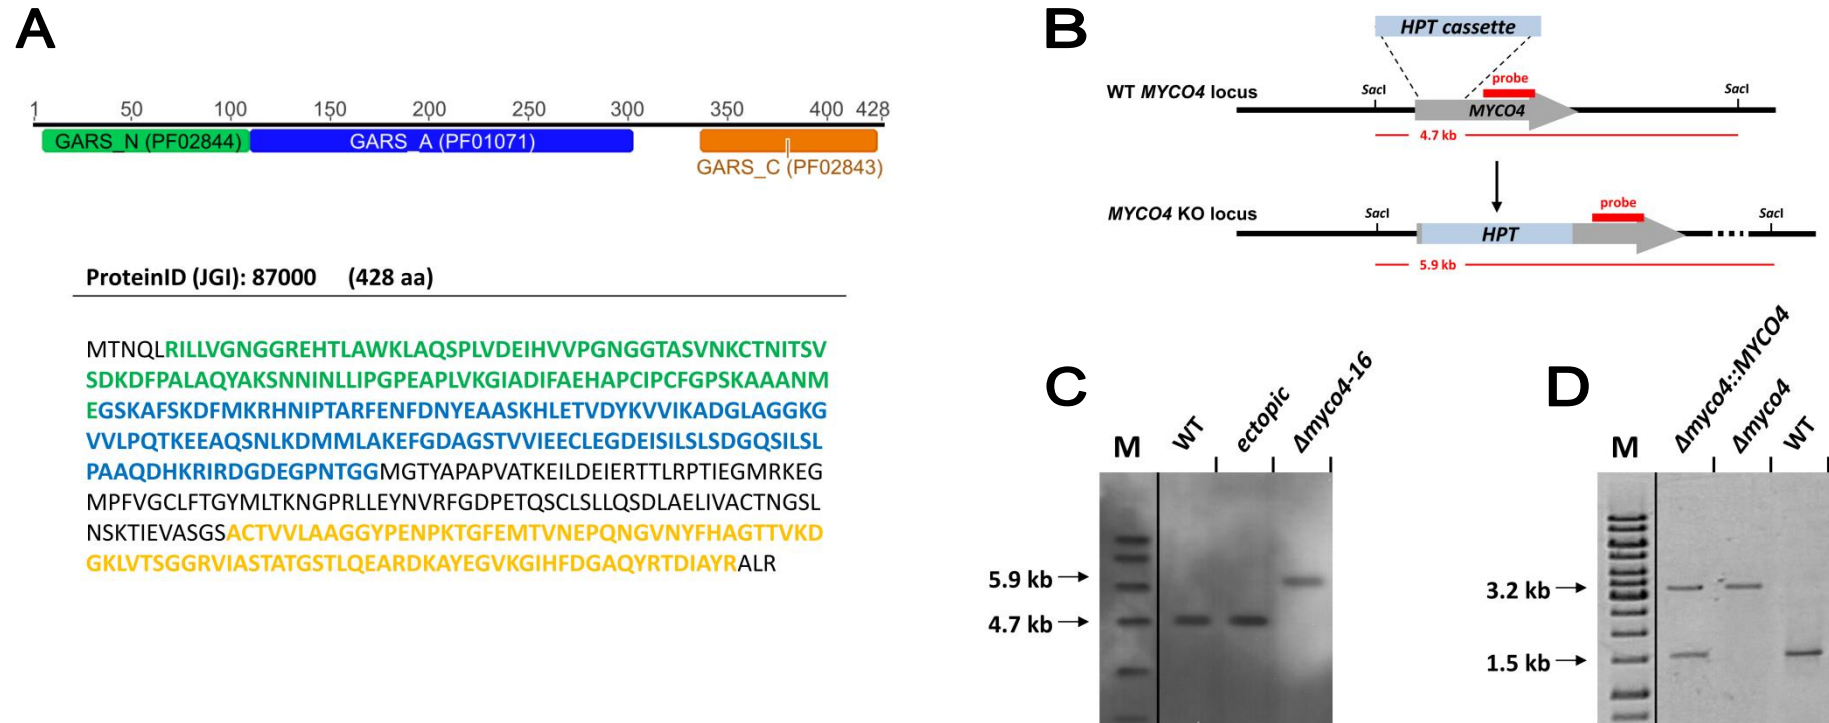 A
1 50 100 150 200 250 300 350 400 428
GARS_N (PF02844) GARS_A (PF01071)
GARS_C (PF02843)
ProteinID (JGI): 87000 (428 aa)
MTNQLRILLVGNGGREHTLAWKLAQSPLVDEIHVVPGNGGTASVNKCTNITSV
SDKDFPALAQYAKSNNINLLIPGPEAPLVKGIADIFAEHAPCIPCFGPSKAAANM
EGSKAFSKDFMKRHNIPTARFENFDNYEAASKHLETVDYKVVIKADGLAGGKG
VVLPQTKEEAQSNLKDMMLAKEFGDAGSTVVIEECLEGDEISILSLSDGQSILSL
PAAQDHKRIRDGDEGPNTGGMGTYAPAPVATKEILDEIERTTLRPTIEGMRKEG
MPFVGCLFTGYMLTKNGPRLLEYNVRFGDPETQSCLSLLQSDLAELIVACTNGSL
NSKTIEVASGSACTVVLAAGGYPENPKTGFEMTVNEPQNGVNYFHAGTTVKD
GKLVTSGGRVIASTATGSTLQEARDKAYEGVKGIHFDGAQYRTDIAYRALR
B
HPT cassette
WT MYCO4 locus
SacI
probe
SacI
MYCO4
4.7 kb
MYCO4 KO locus
SacI
probe
SacI
HPT
5.9 kb
C
M WT ectopic Δmyco4-16
5.9 kb
4.7 kb
D
M Δmyco4::MYCO4 Δmyco4 WT
3.2 kb
1.5 kb